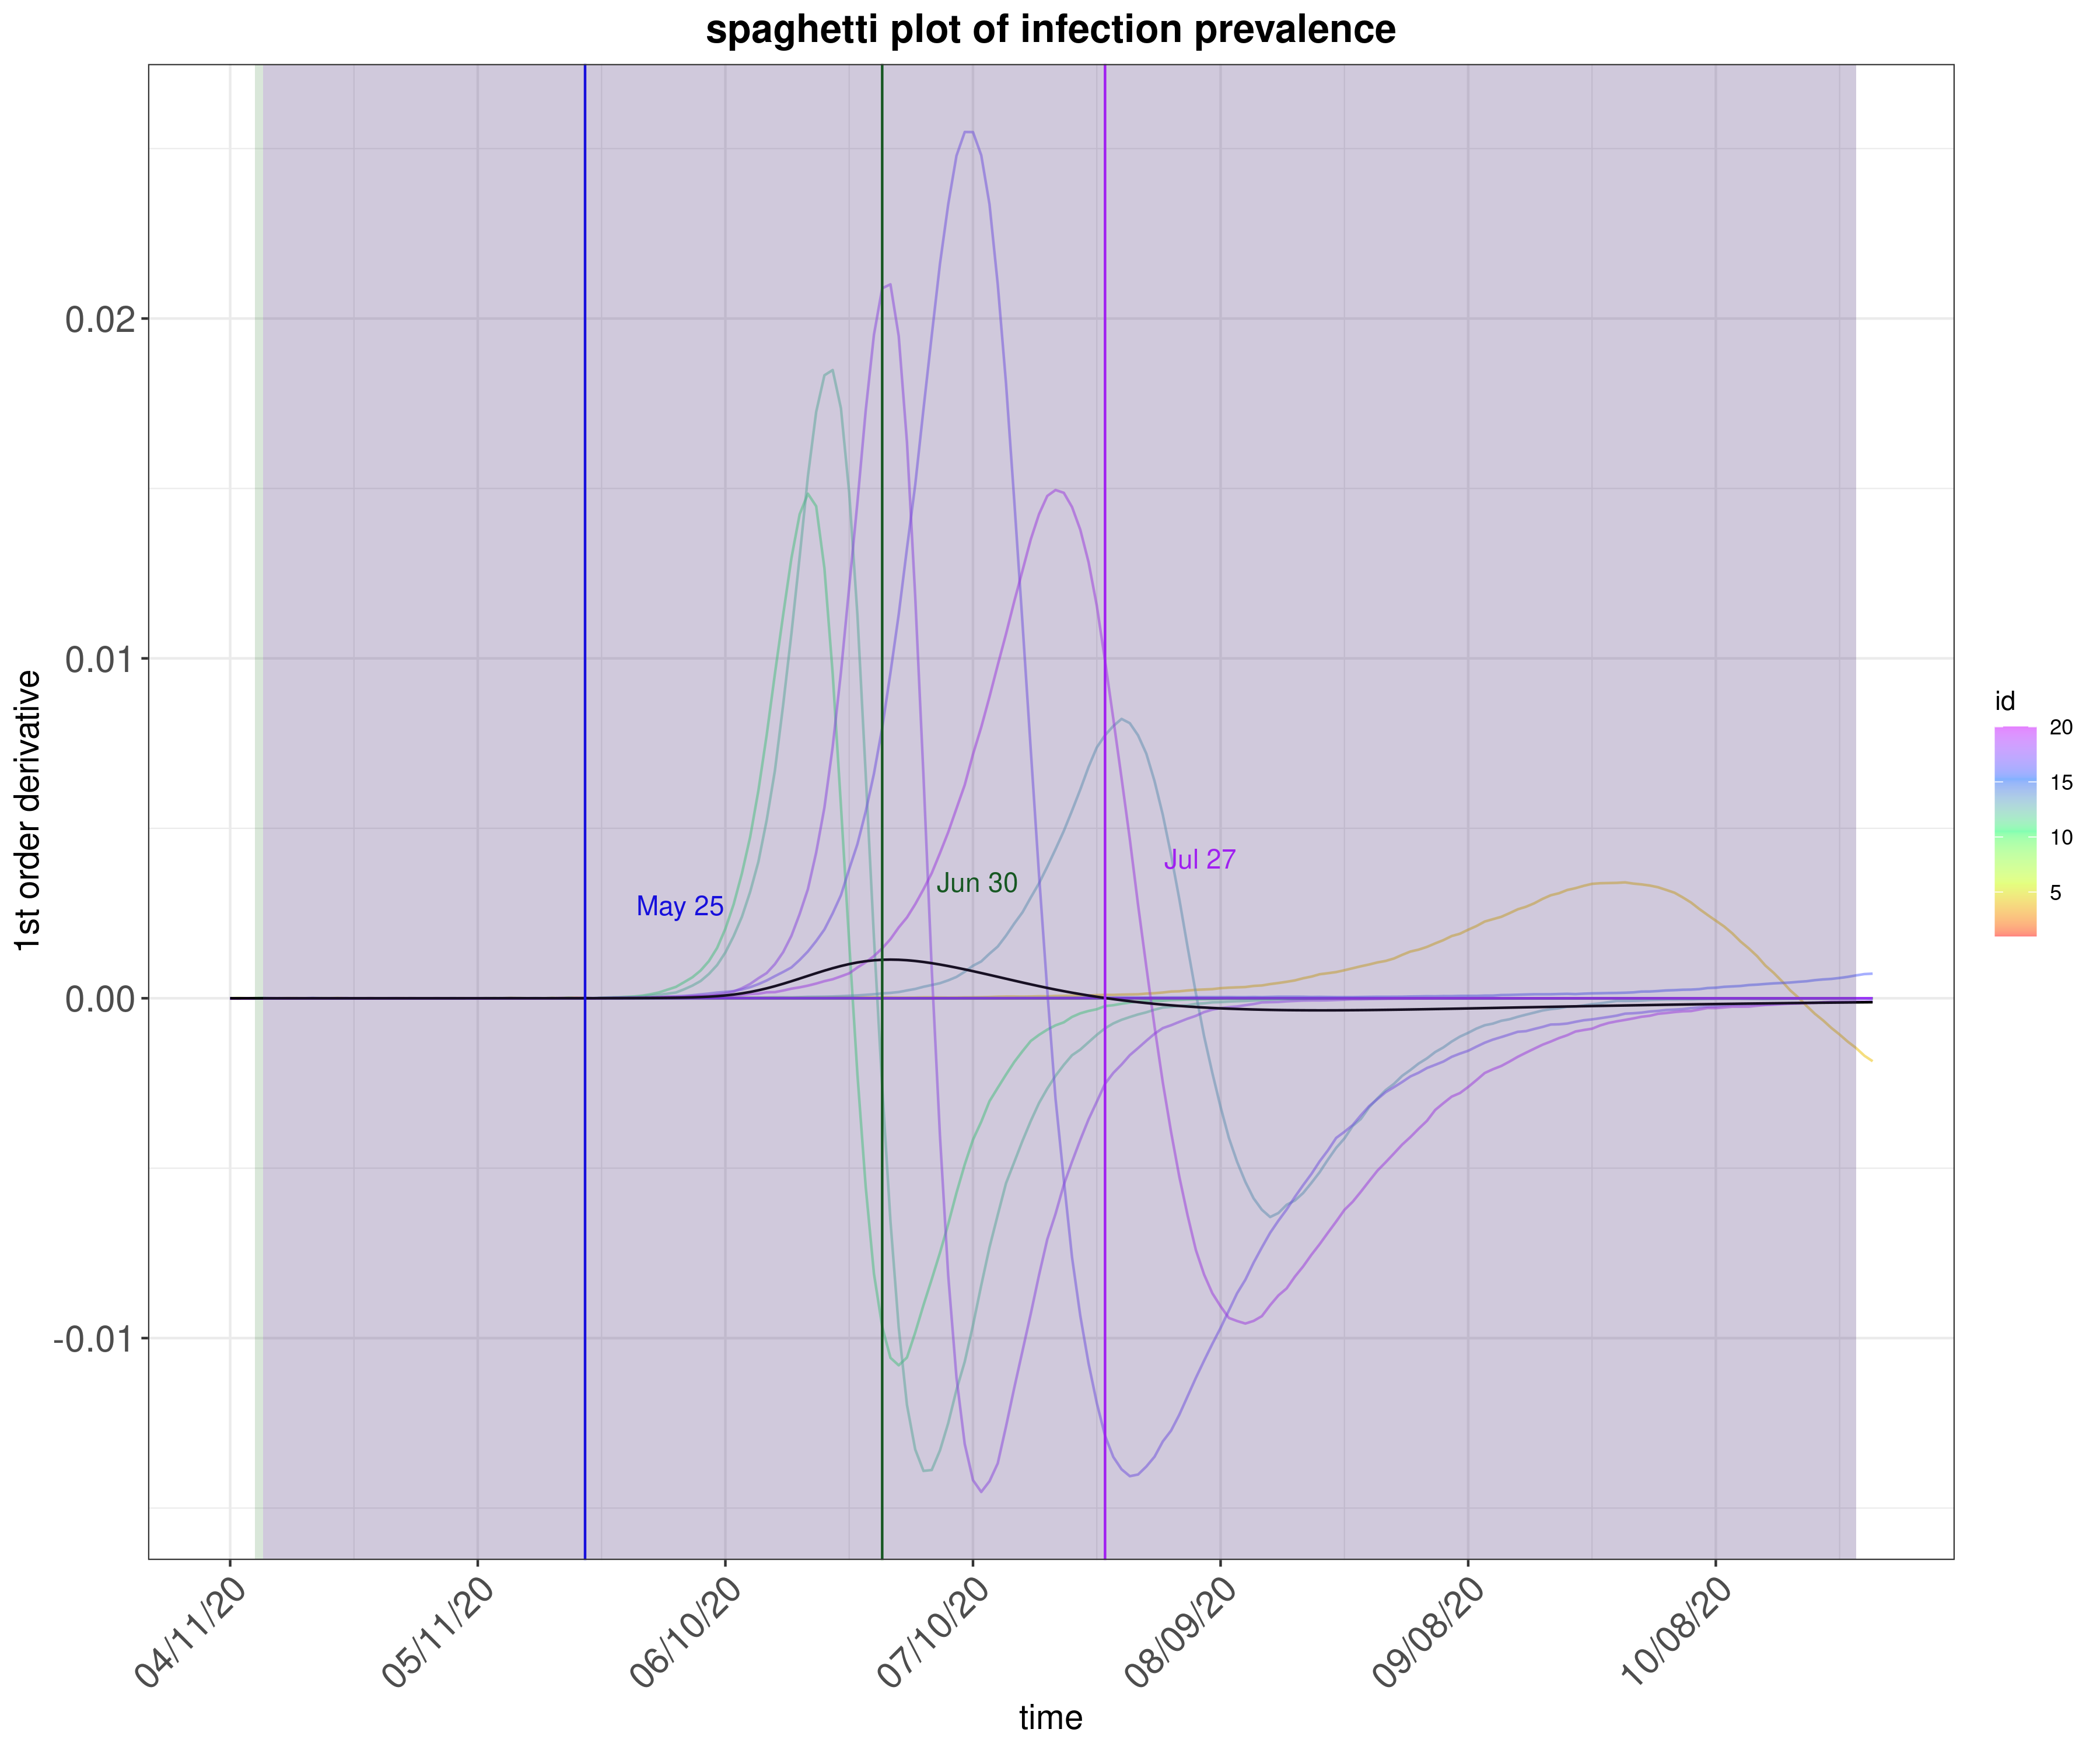 spaghetti plot of infection prevalence
1st order derivative
0.02
0.01
0.00
-0.01
May 25
Jun 30
Jul 27
04/11/20
05/11/20
06/10/20
07/10/20
08/09/20
09/08/20
10/08/20
time
id
20
15
10
5